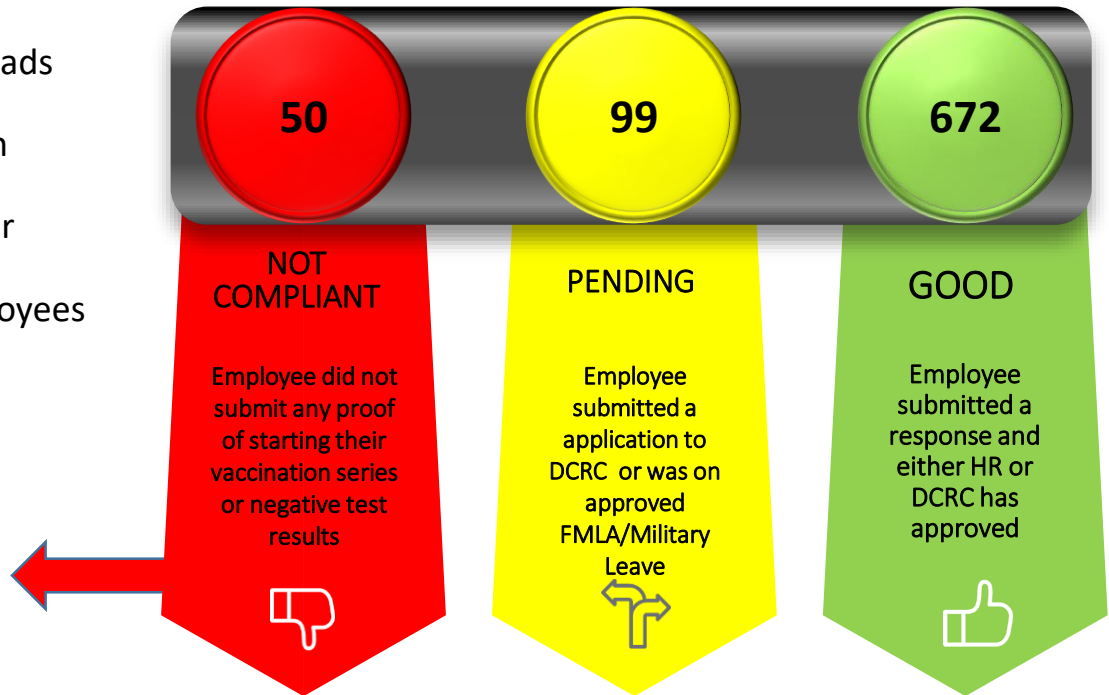 ads
n
r
oyees
50
99
672
NOT
COMPLIANT
Employee did not
submit any proof
of starting their
vaccination series
or negative test
results
PENDING
Employee
submitted a
application to
DCRC or was on
approved
FMLA/Military
Leave
GOOD
Employee
submitted a
response and
either HR or
DCRC has
approved